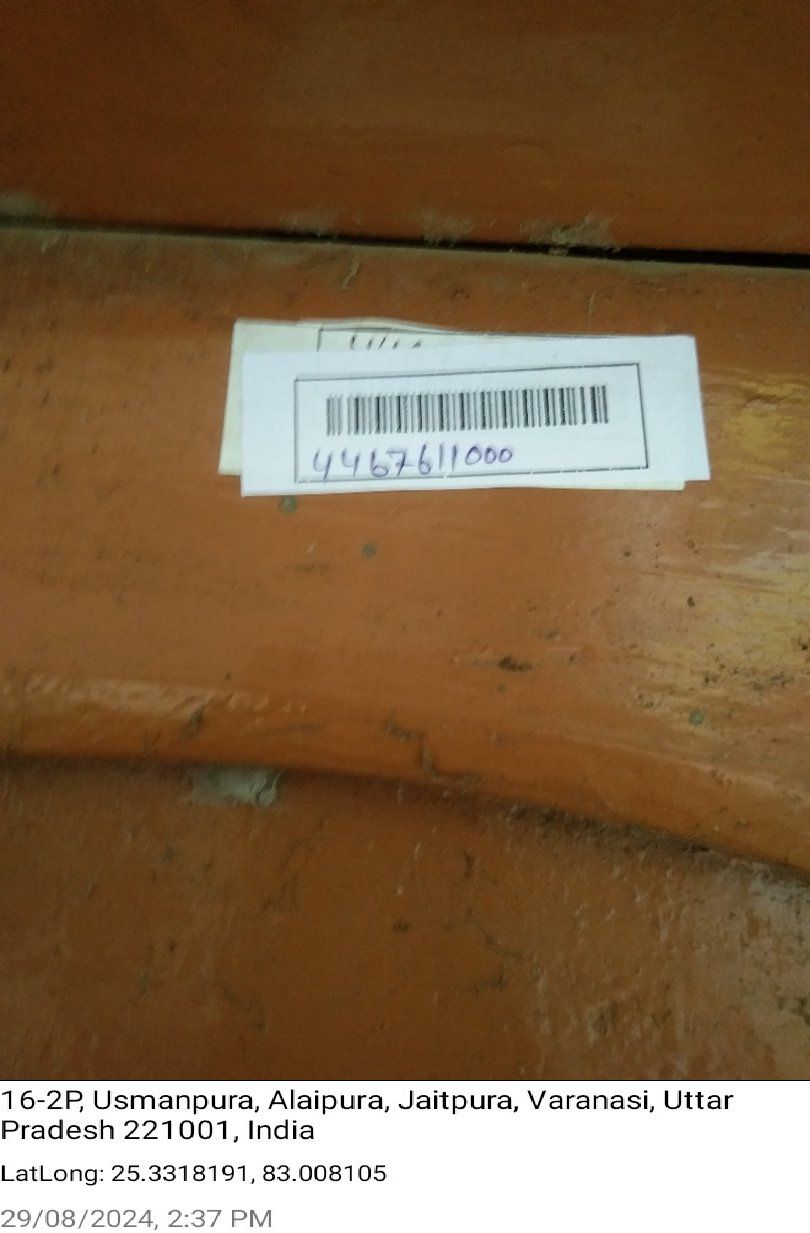 4467611000
16-2P, Usmanpura, Alaipura, Jaitpura, Varanasi, Uttar
Pradesh 221001, India
LatLong: 25.3318191, 83.008105
29/08/2024, 2:37 PM